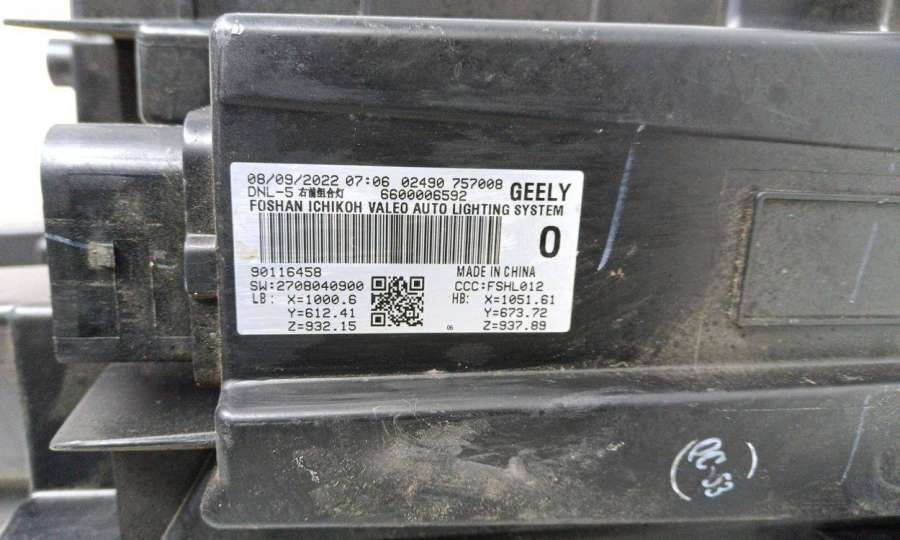 08/09/2022 07:06 02490 757008
DNL-5 右前组合灯 6600006592 GEELY
FOSHAN ICHIKOH VALEO AUTO LIGHTING SYSTEM
0
90116458 MADE IN CHINA
SW:2708040900 CCC:FSHL012
LB: X=1000.6 HB: X=1051.61
Y=612.41 Y=673.72
Z=932.15 06 Z=937.89